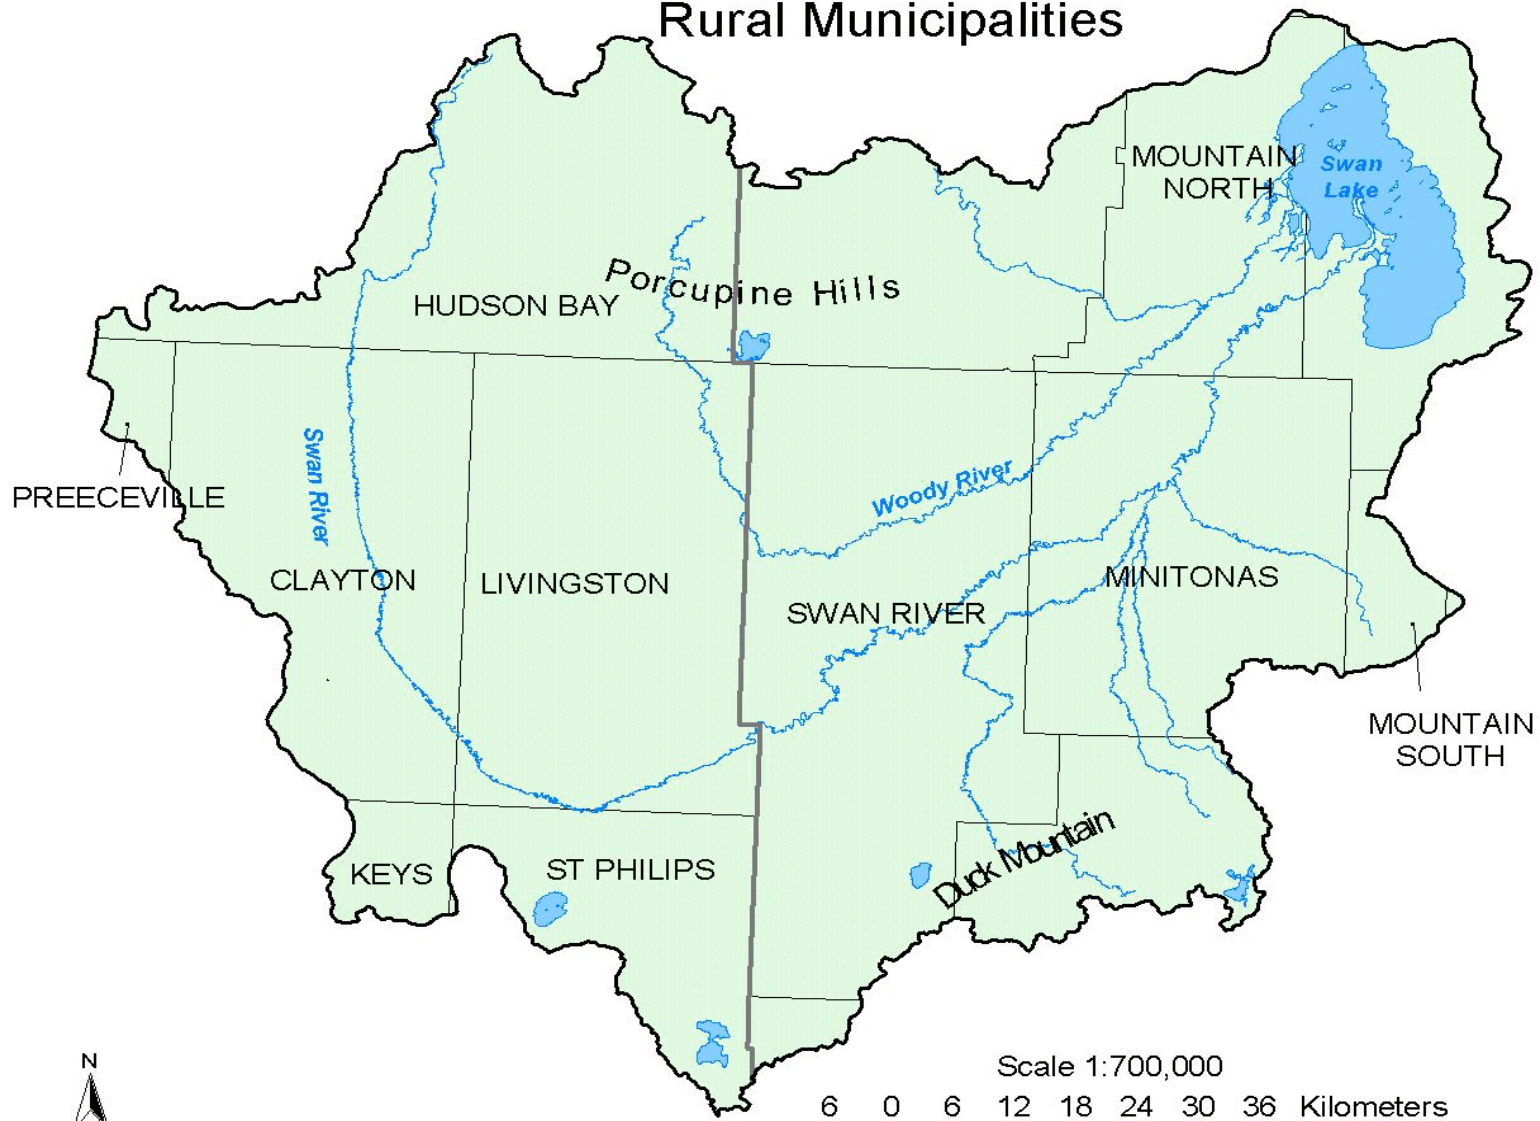 Rural Municipalities
MOUNTAIN
NORTH
Swan
Lake
Porcupine Hills
HUDSON BAY
Swan River
Woody River
PREECEVILLE
CLAYTON
LIVINGSTON
SWAN RIVER
MINITONAS
MOUNTAIN
SOUTH
Duck Mountain
KEYS
ST PHILIPS
N
Scale 1:700,000
6 0 6 12 18 24 30 36 Kilometers